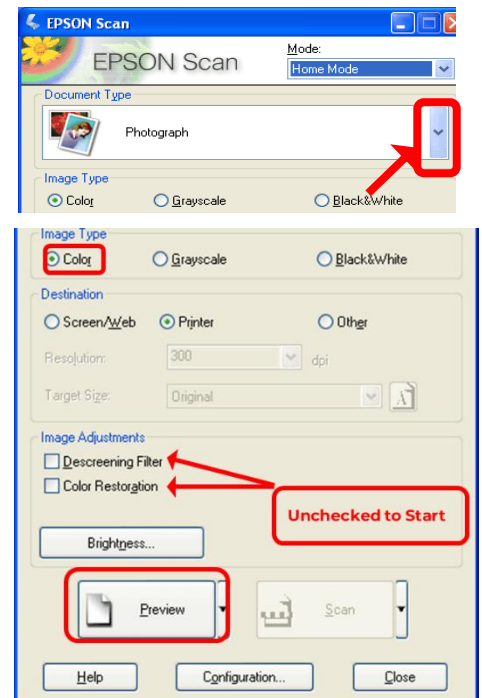 EPSON Scan
EPSON Scan
Mode:
Home Mode
Document Type
Photograph
Image Type
Color
Grayscale
Black&White
Image Type
Color
Grayscale
Black&White
Destination
Screen/Web
Printer
Other
Resolution:
300
dpi
Target Size:
Original
A
Image Adjustments
Descreening Filter
Color Restoration
Unchecked to Start
Brightness...
Preview
Scan
Help
Configuration...
Close